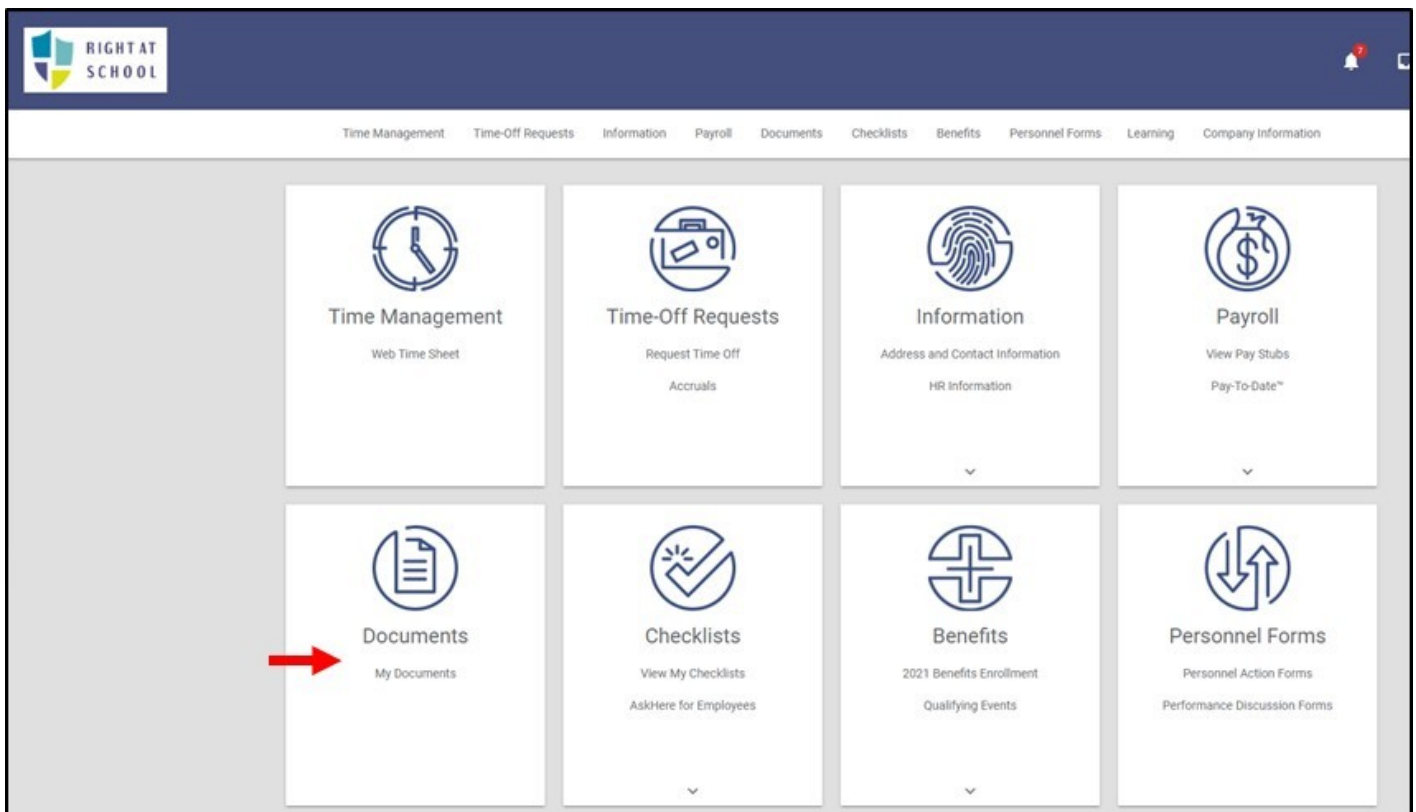 RIGHT AT
SCHOOL
7
Time Management Time-Off Requests Information Payroll Documents Checklists Benefits Personnel Forms Learning Company Information
Time Management
Web Time Sheet
Time-Off Requests
Request Time Off
Accruals
Information
Address and Contact Information
HR Information
Payroll
View Pay Stubs
Pay-To-Date™
Documents
My Documents
Checklists
View My Checklists
AskHere for Employees
Benefits
2021 Benefits Enrollment
Qualifying Events
Personnel Forms
Personnel Action Forms
Performance Discussion Forms